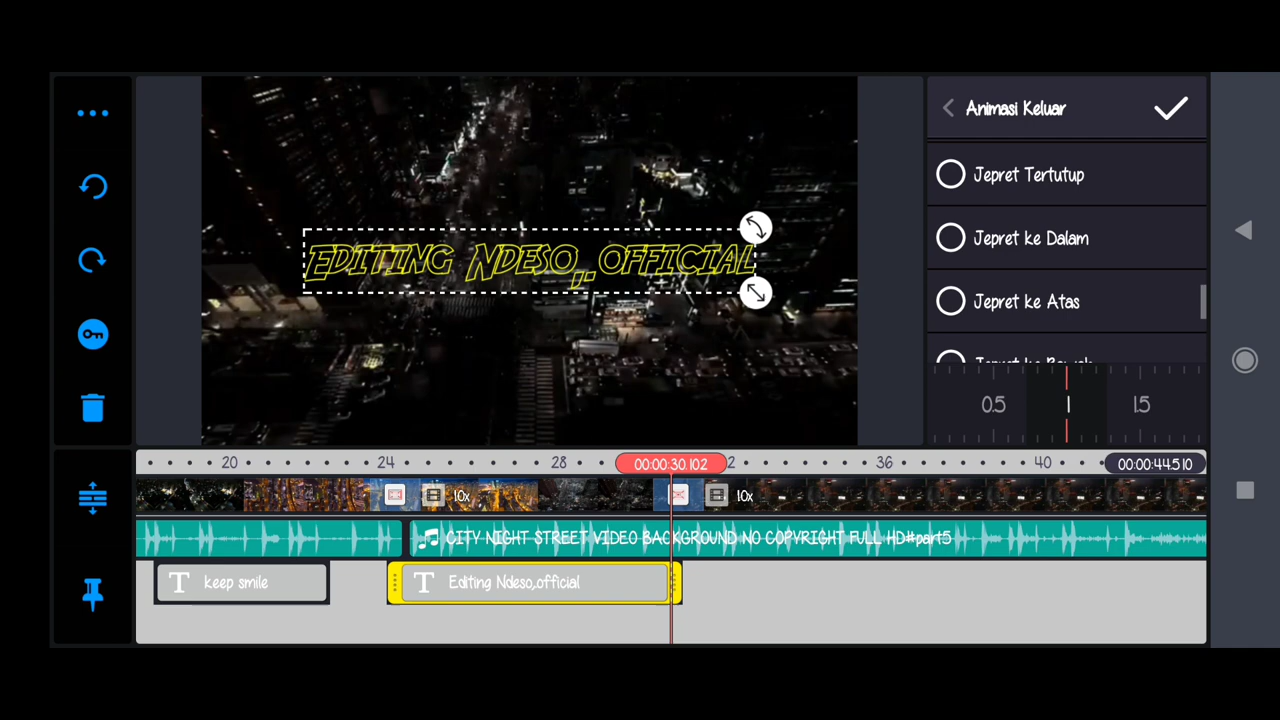 Animasi Keluar
Jepret Tertutup
Jepret ke Dalam
Jepret ke Atas
EDITING NDESO,,OFFICIAL
0.5 1 1.5
20 24 28 00:00:30.102 2 36 40 00:00:44.510
10x 10x
CITY NIGHT STREET VIDEO BACKGROUND NO COPYRIGHT FULL HD#part5
T keep smile
T Editing Ndeso,,official